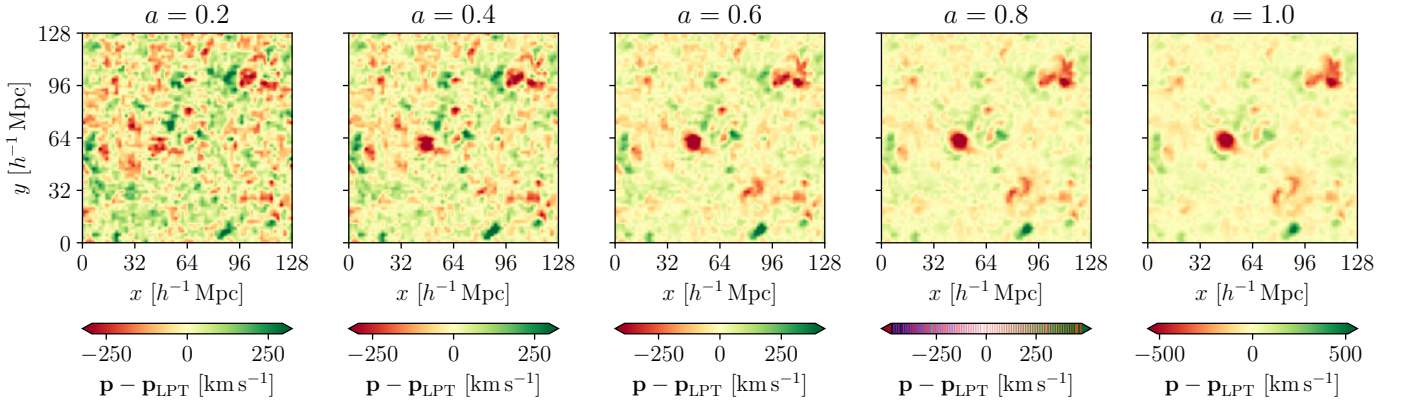 a = 0.2 a = 0.4 a = 0.6 a = 0.8 a = 1.0
128
96
64
32
0
y [h⁻¹ Mpc]
0 32 64 96 128 0 32 64 96 128 0 32 64 96 128 0 32 64 96 128 0 32 64 96 128
x [h⁻¹ Mpc] x [h⁻¹ Mpc] x [h⁻¹ Mpc] x [h⁻¹ Mpc] x [h⁻¹ Mpc]
−250 0 250 −250 0 250 −250 0 250 −250 0 250 −500 0 500
p − p_LPT [km s⁻¹] p − p_LPT [km s⁻¹] p − p_LPT [km s⁻¹] p − p_LPT [km s⁻¹] p − p_LPT [km s⁻¹]